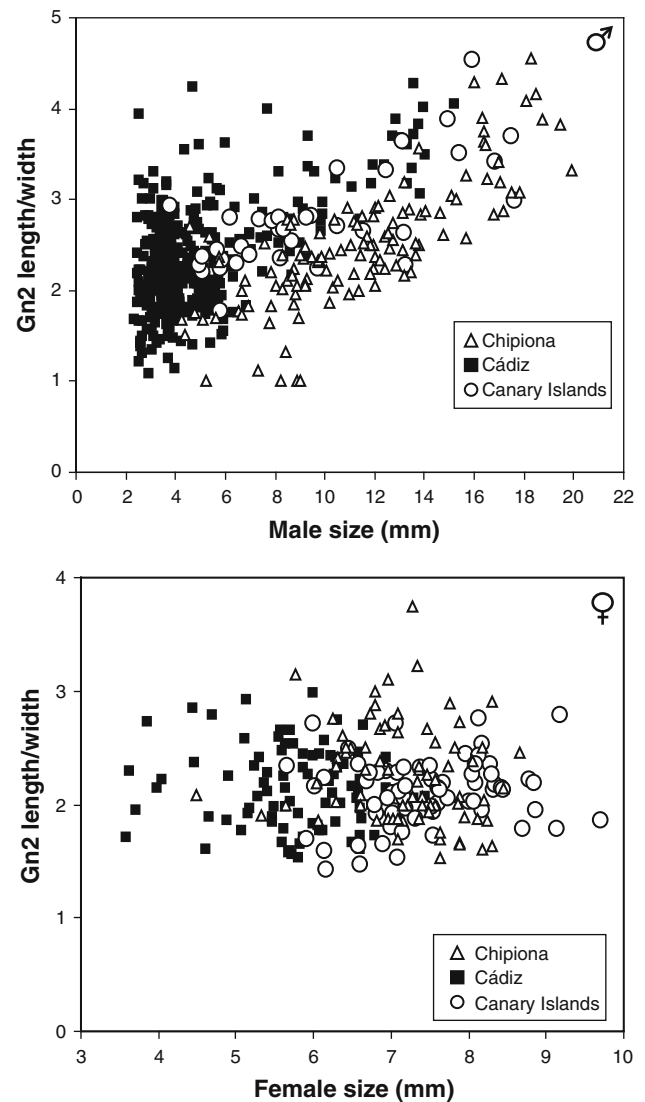 5
♂
4
Gn2 length/width
3
2
△ Chipiona
■ Cádiz
○ Canary Islands
1
0
0 2 4 6 8 10 12 14 16 18 20 22
Male size (mm)
4
♀
3
Gn2 length/width
2
1
△ Chipiona
■ Cádiz
○ Canary Islands
0
3 4 5 6 7 8 9 10
Female size (mm)